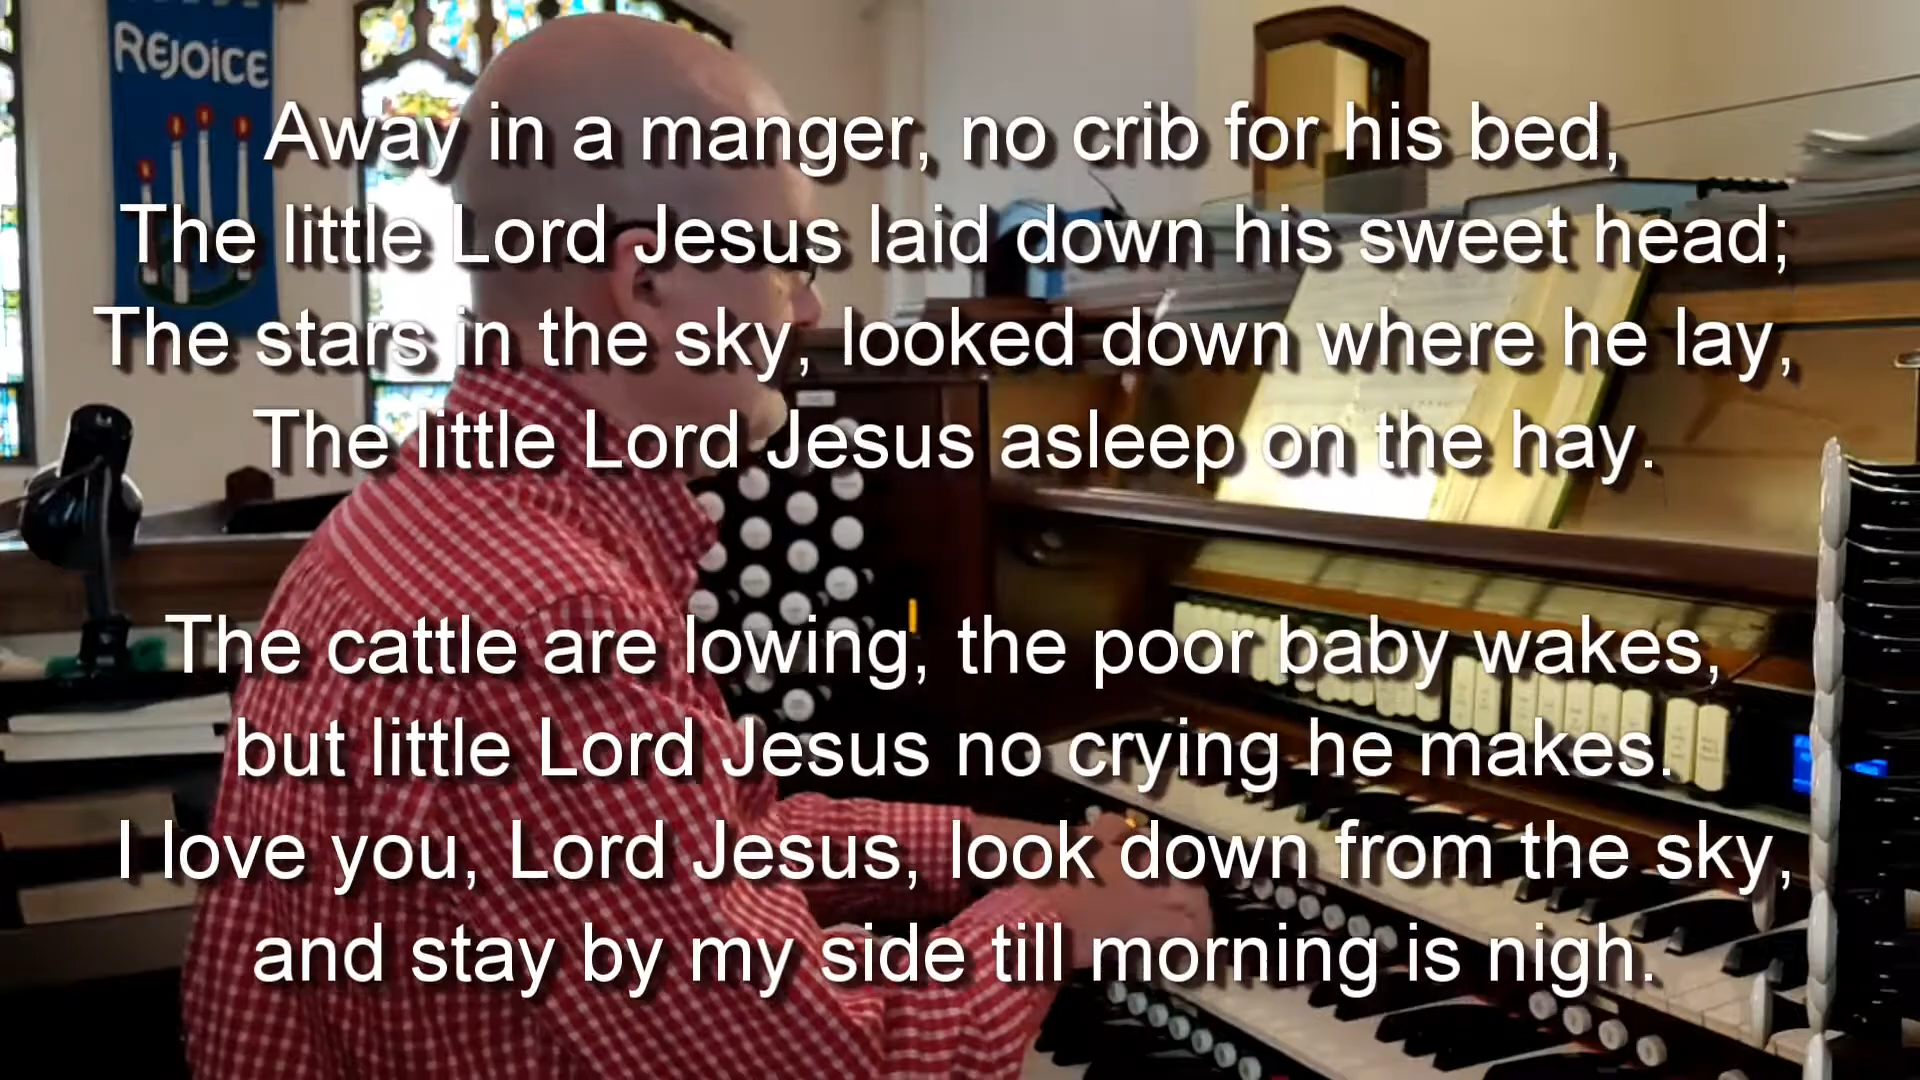 REJOICE
Away in a manger, no crib for his bed,
The little Lord Jesus laid down his sweet head;
The stars in the sky, looked down where he lay,
The little Lord Jesus asleep on the hay.
The cattle are lowing, the poor baby wakes,
but little Lord Jesus no crying he makes.
I love you, Lord Jesus, look down from the sky,
and stay by my side till morning is nigh.